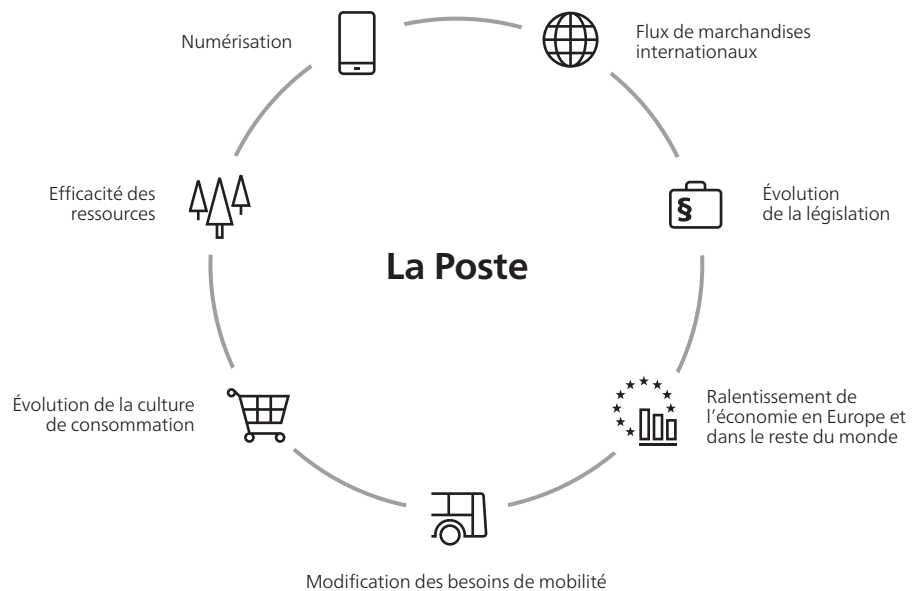 Numérisation
Flux de marchandises
internationaux
Efficacité des
ressources
§
Évolution
de la législation
La Poste
Évolution de la culture
de consommation
Ralentissement de
l’économie en Europe et
dans le reste du monde
Modification des besoins de mobilité